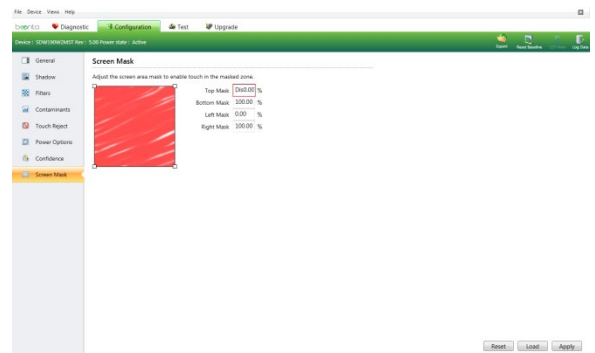 File Device Views Help
Diagnostic Configuration Test Upgrade
Device : SDW190W2MST Rev : 5.00 Power state : Active
Export Reset Baseline Log Data
General
Screen Mask
Adjust the screen area mask to enable touch in the masked zone.
Shadow
Top Mask Dis0.00 %
Filters
Bottom Mask 100.00 %
Contaminants
Left Mask 0.00 %
Touch Reject
Right Mask 100.00 %
Power Options
Confidence
Screen Mask
Reset Load Apply